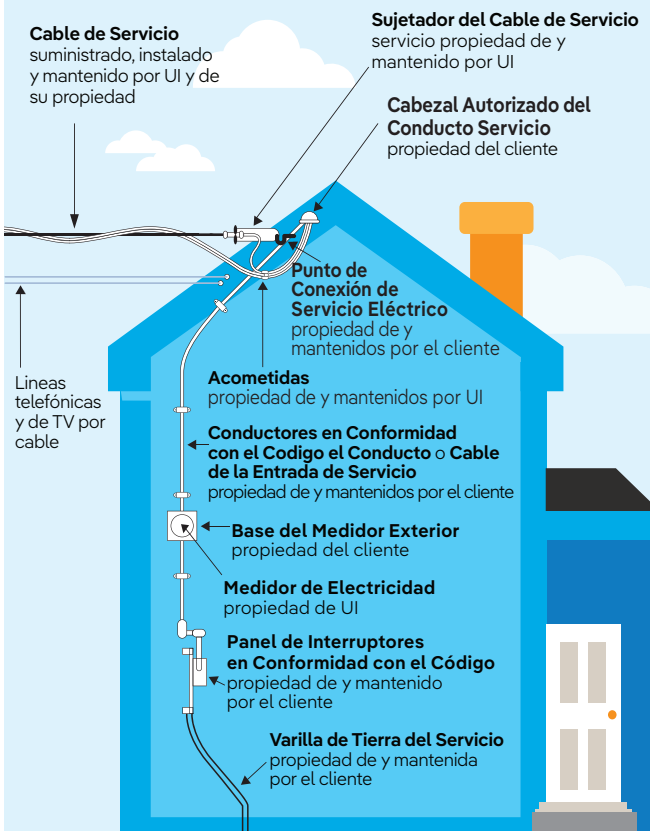 Cable de Servicio
suministrado, instalado
y mantenido por UI y de
su propiedad
Sujetador del Cable de Servicio
servicio propiedad de y
mantenido por UI
Cabezal Autorizado del
Conducto Servicio
propiedad del cliente
Punto de
Conexión de
Servicio Eléctrico
propiedad de y
mantenidos por el cliente
Lineas
telefónicas
y de TV por
cable
Acometidas
propiedad de y mantenidos por UI
Conductores en Conformidad
con el Codigo el Conducto o Cable
de la Entrada de Servicio
propiedad de y mantenidos por el cliente
Base del Medidor Exterior
propiedad del cliente
Medidor de Electricidad
propiedad de UI
Panel de Interruptores
en Conformidad con el Código
propiedad de y mantenido
por el cliente
Varilla de Tierra del Servicio
propiedad de y mantenida
por el cliente